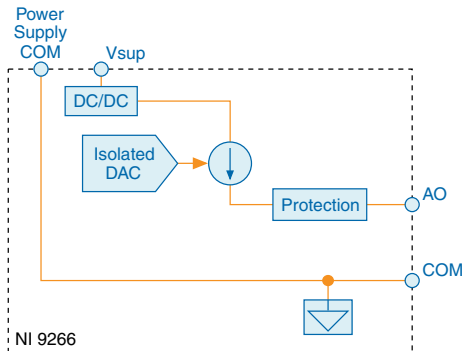 Power
Supply
COM
Vsup
DC/DC
Isolated
DAC
Protection
AO
COM
NI 9266